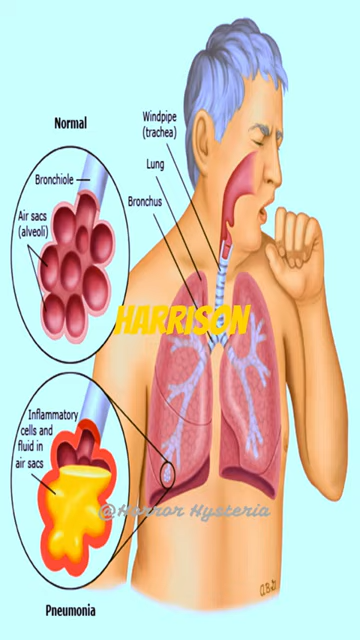 Normal
Windpipe
(trachea)
Lung
Bronchus
Bronchiole
Air sacs
(alveoli)
HARRISON
Inflammatory
cells and
fluid in
air sacs
@Horror Hysteria
Pneumonia